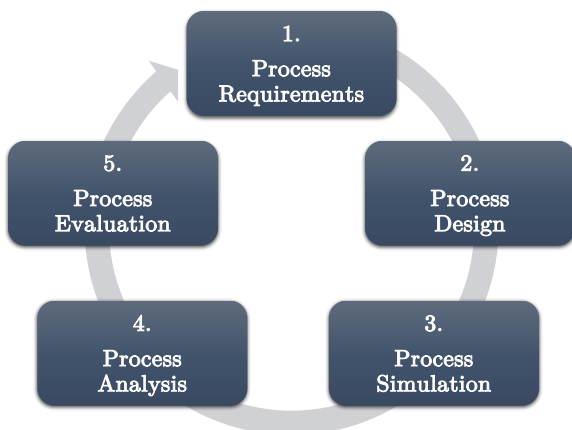 1.
Process
Requirements
2.
Process
Design
3.
Process
Simulation
4.
Process
Analysis
5.
Process
Evaluation